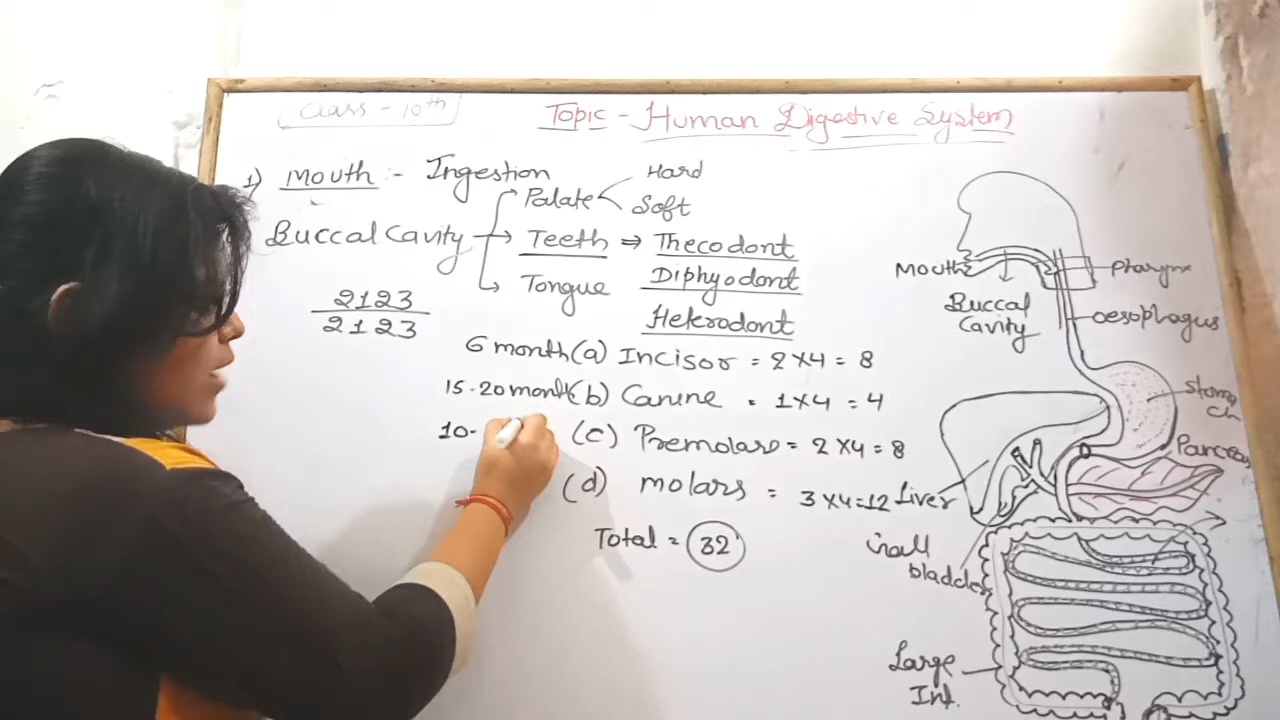 Class - 10th
Topic - Human Digestive System
1) Mouth :- Ingestion
Buccal Cavity
Palate
Hard
Soft
→ Teeth ⇒ Thecodont
Tongue
Diphyodont
Heterodont
2123
2123
6 month (a) Incisor = 2 × 4 = 8
15-20 month (b) Canine = 1 × 4 = 4
10- (c) Premolars = 2 × 4 = 8
(d) molars = 3 × 4 = 12
Total = 32
Mouth
Buccal
Cavity
Pharynx
oesophagus
stoma
ch
Pancreas
Liver
Gall
bladder
Large
Int.